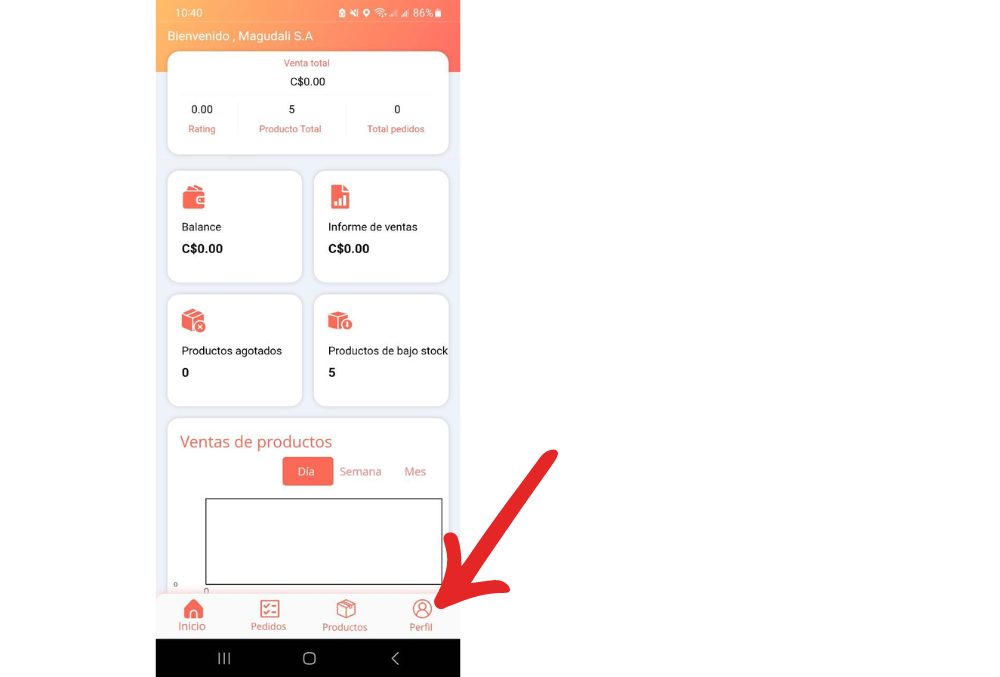 10:40 86%
Bienvenido , Magudali S.A
Venta total
C$0.00
0.00 5 0
Rating Producto Total Total pedidos
Balance Informe de ventas
C$0.00 C$0.00
Productos agotados Productos de bajo stock
0 5
Ventas de productos
Día Semana Mes
0
0
Inicio Pedidos Productos Perfil